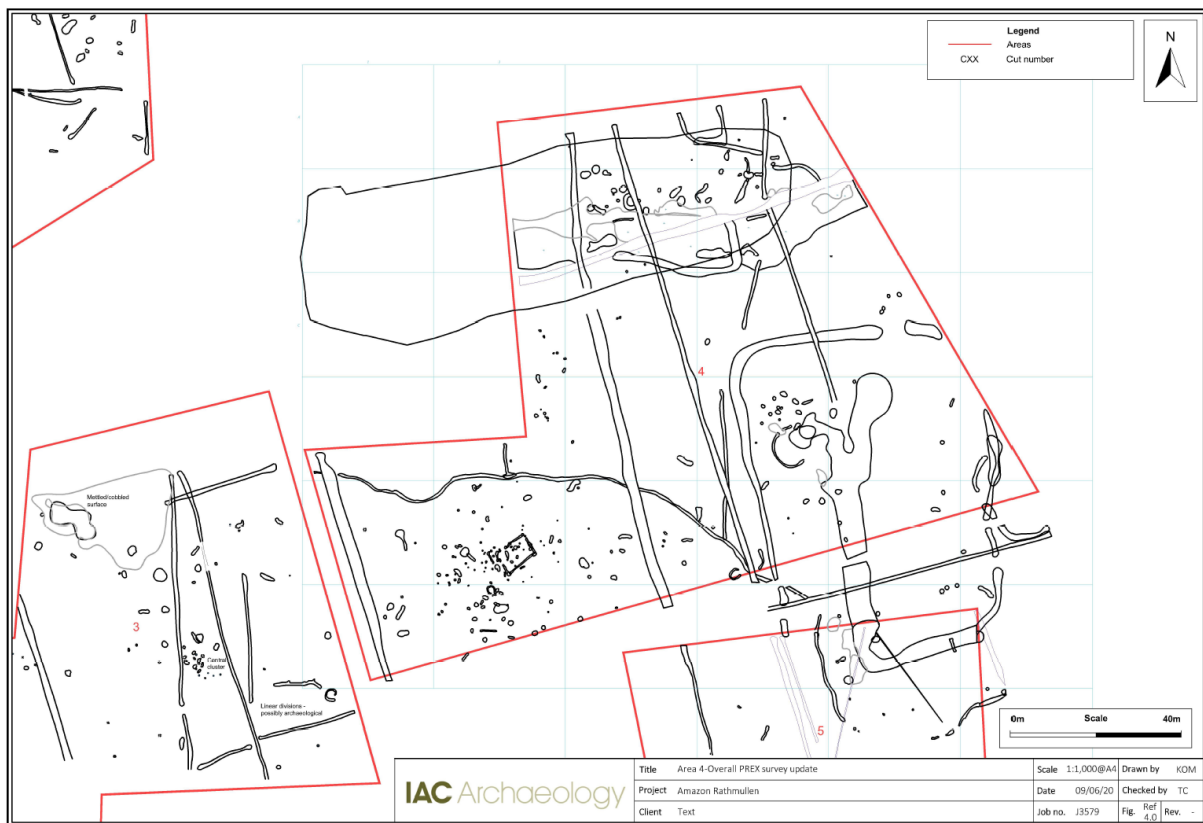 Legend
Areas
CXX Cut number
N
4
Mettled/cobbled
surface
3
Central
cluster
Linear divisions -
possibly archaeological
5
0m Scale 40m
IAC Archaeology
Title Area 4-Overall PREX survey update
Project Amazon Rathmullen
Client Text
Scale 1:1,000@A4 Drawn by KOM
Date 09/06/20 Checked by TC
Job no. J3579 Fig. Ref 4.0 Rev. -